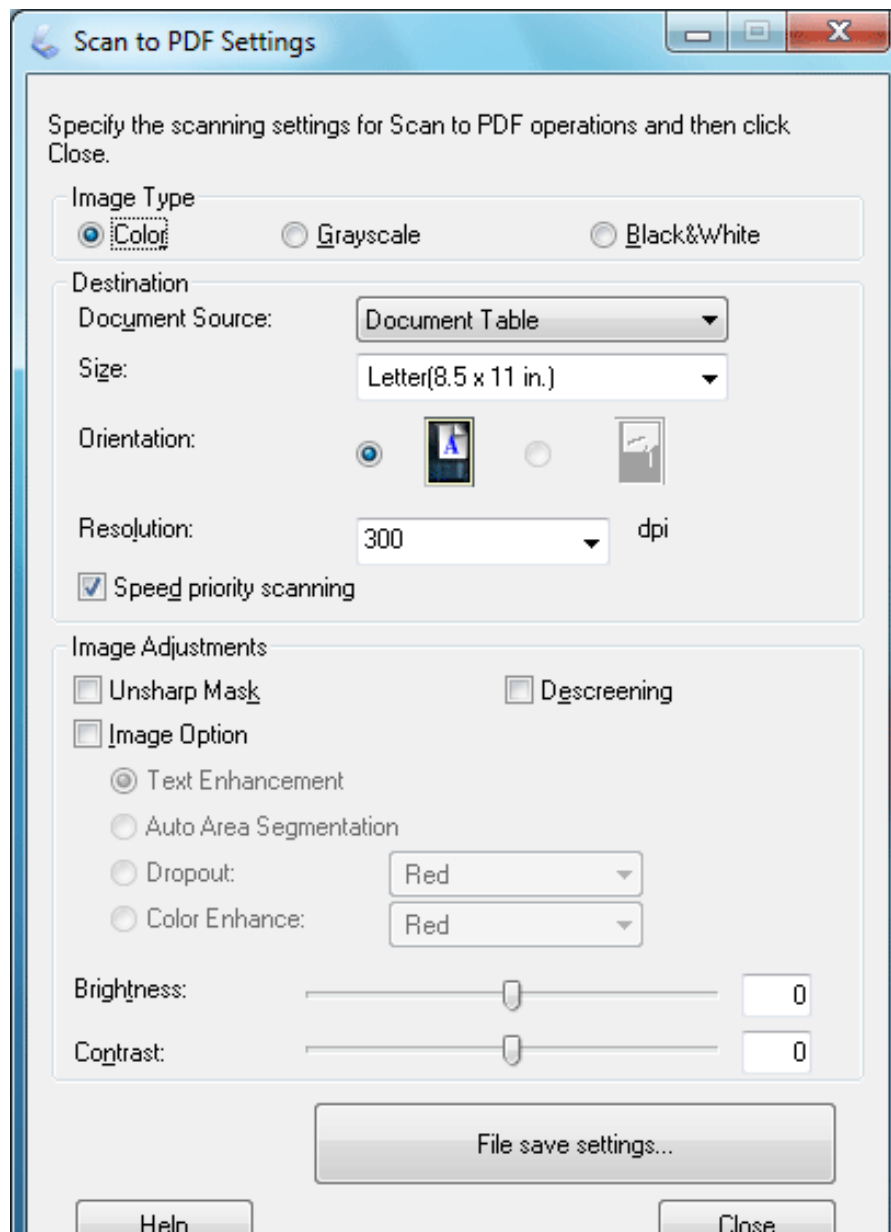 Scan to PDF Settings
Specify the scanning settings for Scan to PDF operations and then click
Close.
Image Type
Color Grayscale Black&White
Destination
Document Source: Document Table
Size: Letter(8.5 x 11 in.)
Orientation: A
Resolution: 300 dpi
Speed priority scanning
Image Adjustments
Unsharp Mask Descreening
Image Option
Text Enhancement
Auto Area Segmentation
Dropout: Red
Color Enhance: Red
Brightness: 0
Contrast: 0
File save settings...
Help Close